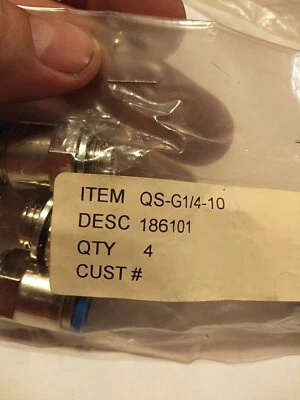 ITEM QS-G1/4-10
DESC 186101
QTY 4
CUST #